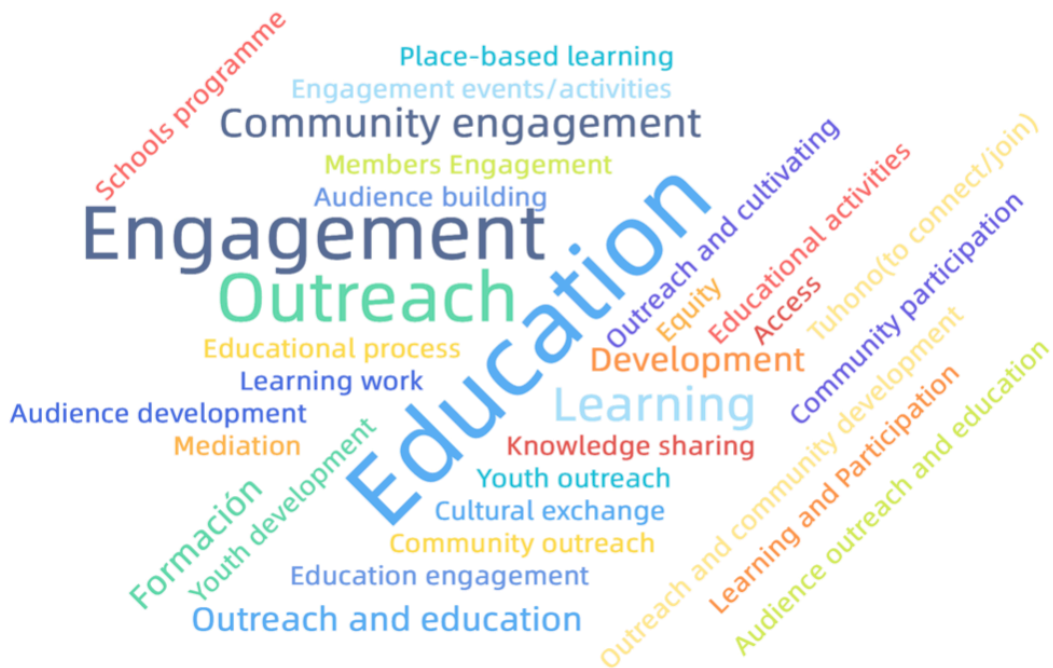 Schools programme
Place-based learning
Engagement events/activities
Community engagement
Members Engagement
Audience building
Engagement
Outreach
Education
Outreach and cultivating
Equity
Educational activities
Access
Tuhono(to connect/join)
Community participation
Educational process
Development
Learning work
Learning
Audience development
Mediation
Knowledge sharing
Formación
Youth development
Youth outreach
Cultural exchange
Community outreach
Education engagement
Outreach and education
Outreach and community development
Learning and Participation
Audience outreach and education